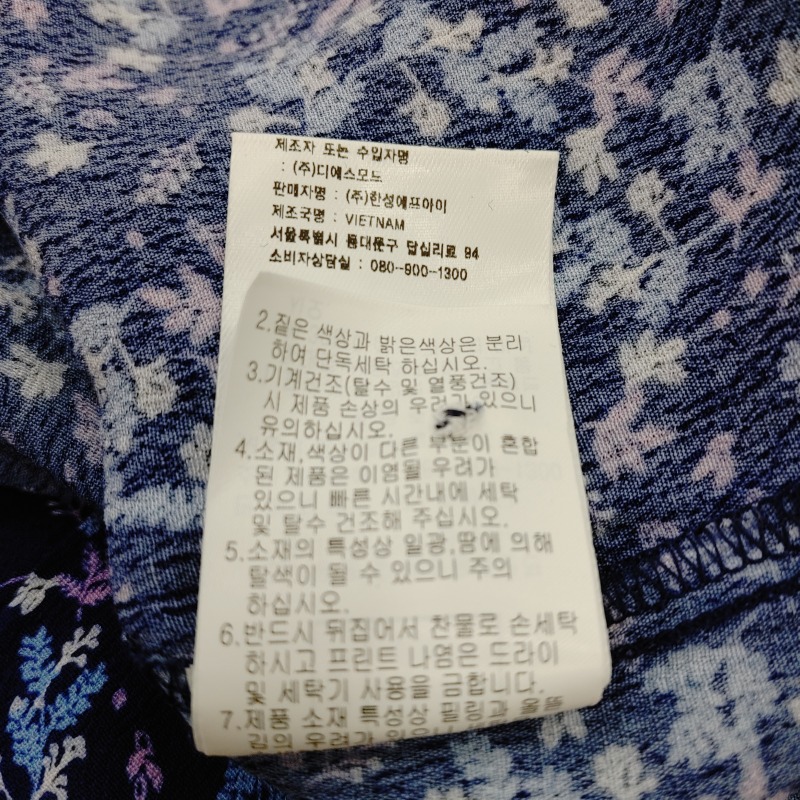 제조자 또는 수입자명
: (주)디에스모드
판매자명 : (주)한성에프아이
제조국명 : VIETNAM
서울특별시 동대문구 답십리로 94
소비자상담실 : 080-900-1300
2.짙은 색상과 밝은색상은 분리
하여 단독세탁 하십시오.
3.기계건조(탈수 및 열풍건조)
시 제품 손상의 우려가 있으니
유의하십시오.
4.소재,색상이 다른 부분이 혼합
된 제품은 이염될 우려가
있으니 빠른 시간내에 세탁
및 탈수 건조해 주십시오.
5.소재의 특성상 일광,땀에 의해
탈색이 될 수 있으니 주의
하십시오.
6.반드시 뒤집어서 찬물로 손세탁
하시고 프린트 나염은 드라이
및 세탁기 사용을 금합니다.
7.제품 소재 특성상 필링과 올뜯
김의 우려가